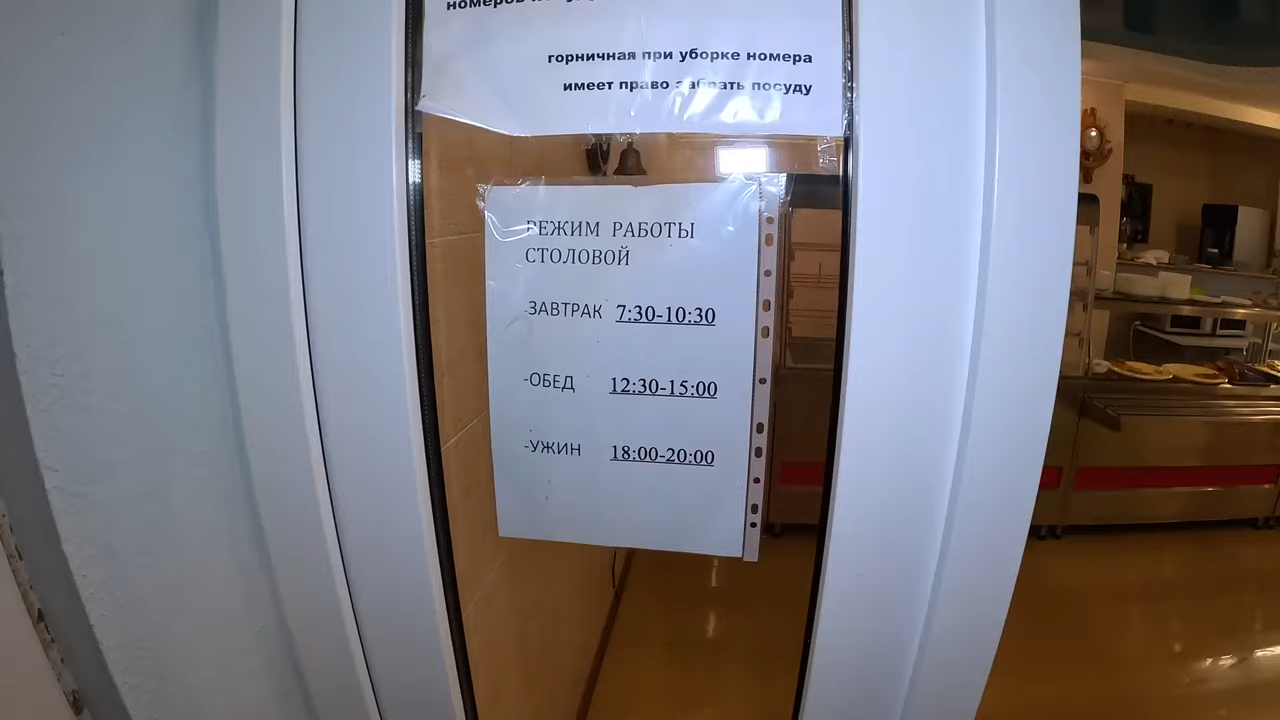 номеров
горничная при уборке номера
имеет право забрать посуду
РЕЖИМ РАБОТЫ
СТОЛОВОЙ
-ЗАВТРАК 7:30-10:30
-ОБЕД 12:30-15:00
-УЖИН 18:00-20:00